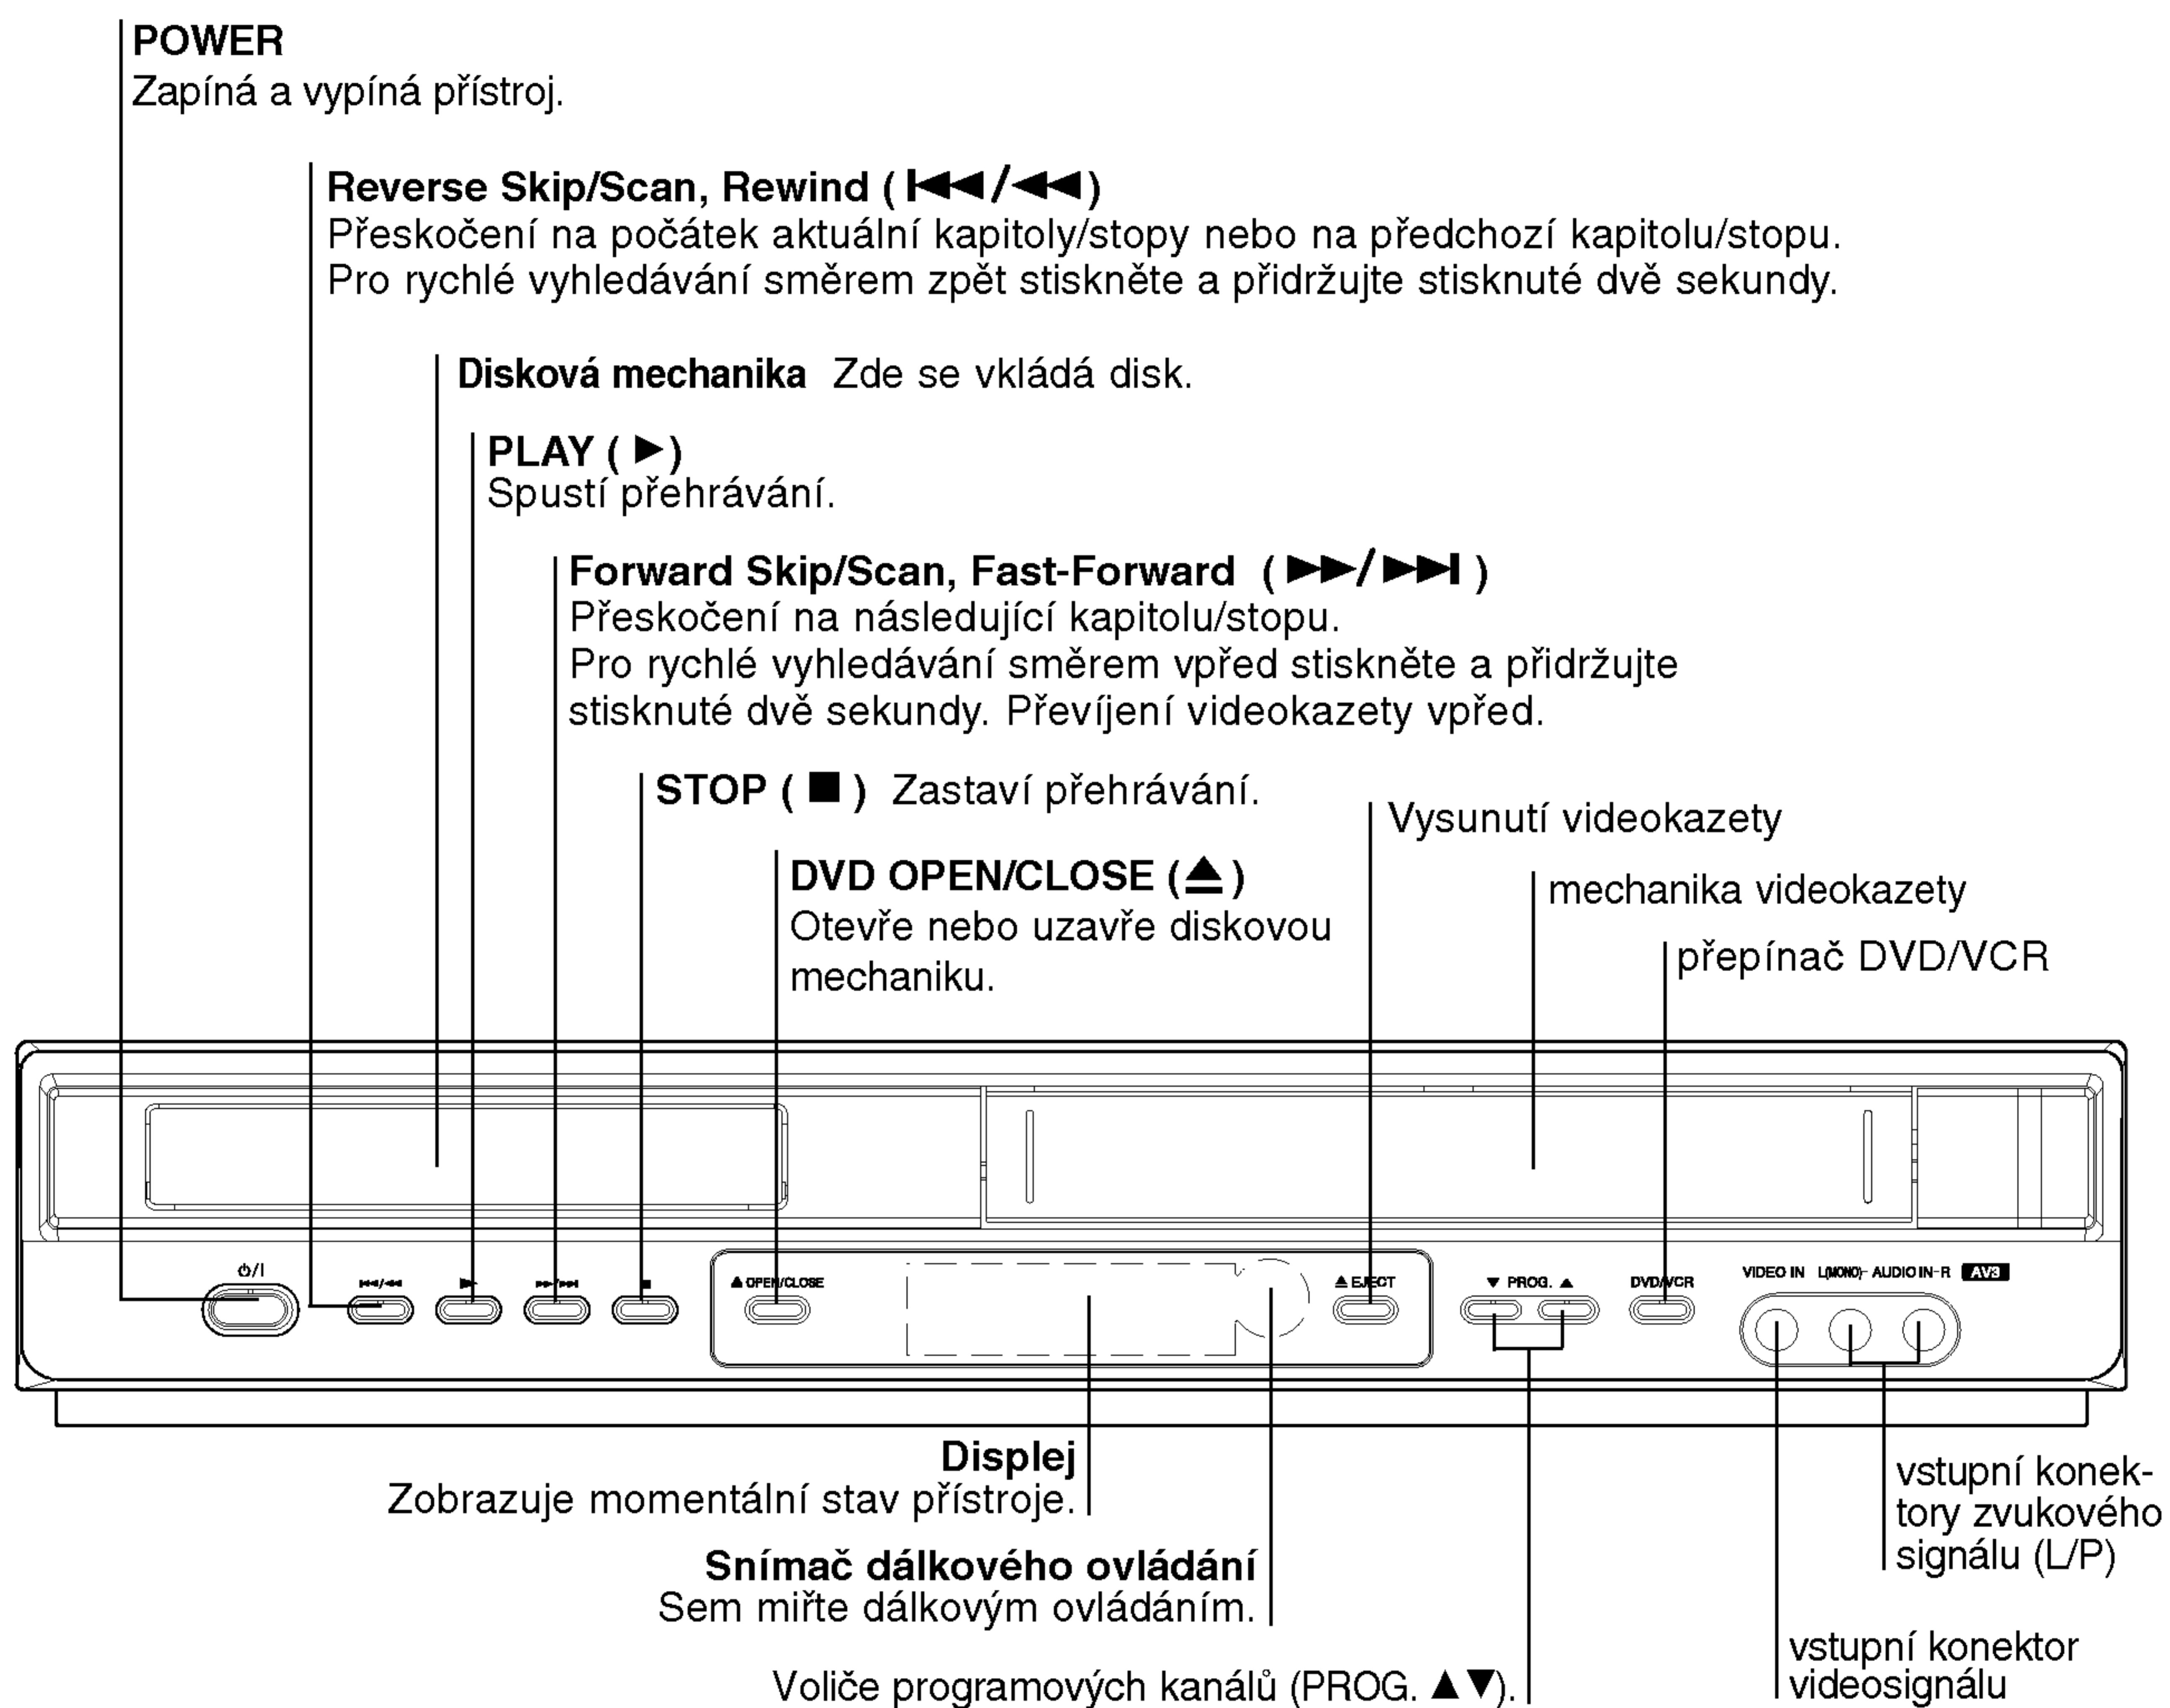 POWER
Zapíná a vypíná přístroj.
Reverse Skip/Scan, Rewind (⏮/◀◀)
Přeskočení na počátek aktuální kapitoly/stopy nebo na předchozí kapitolu/stopu.
Pro rychlé vyhledávání směrem zpět stiskněte a přidržujte stisknuté dvě sekundy.
Disková mechanika Zde se vkládá disk.
PLAY (►)
Spustí přehrávání.
Forward Skip/Scan, Fast-Forward (►►/►►I)
Přeskočení na následující kapitolu/stopu.
Pro rychlé vyhledávání směrem vpřed stiskněte a přidržujte
stisknuté dvě sekundy. Převíjení videokazety vpřed.
STOP (■) Zastaví přehrávání.
Vysunutí videokazety
DVD OPEN/CLOSE (⏏)
Otevře nebo uzavře diskovou
mechaniku.
mechanika videokazety
přepínač DVD/VCR
⏻/I
I◄◄/◄◄
►
►►/►►I
■
▲ OPEN/CLOSE
▲ EJECT
▼ PROG. ▲
DVD/VCR
VIDEO IN L(MONO)- AUDIO IN-R AV3
Displej
Zobrazuje momentální stav přístroje.
Snímač dálkového ovládání
Sem miřte dálkovým ovládáním.
Voliče programových kanálů (PROG. ▲▼).
vstupní konek-
tory zvukového
signálu (L/P)
vstupní konektor
videosignálu